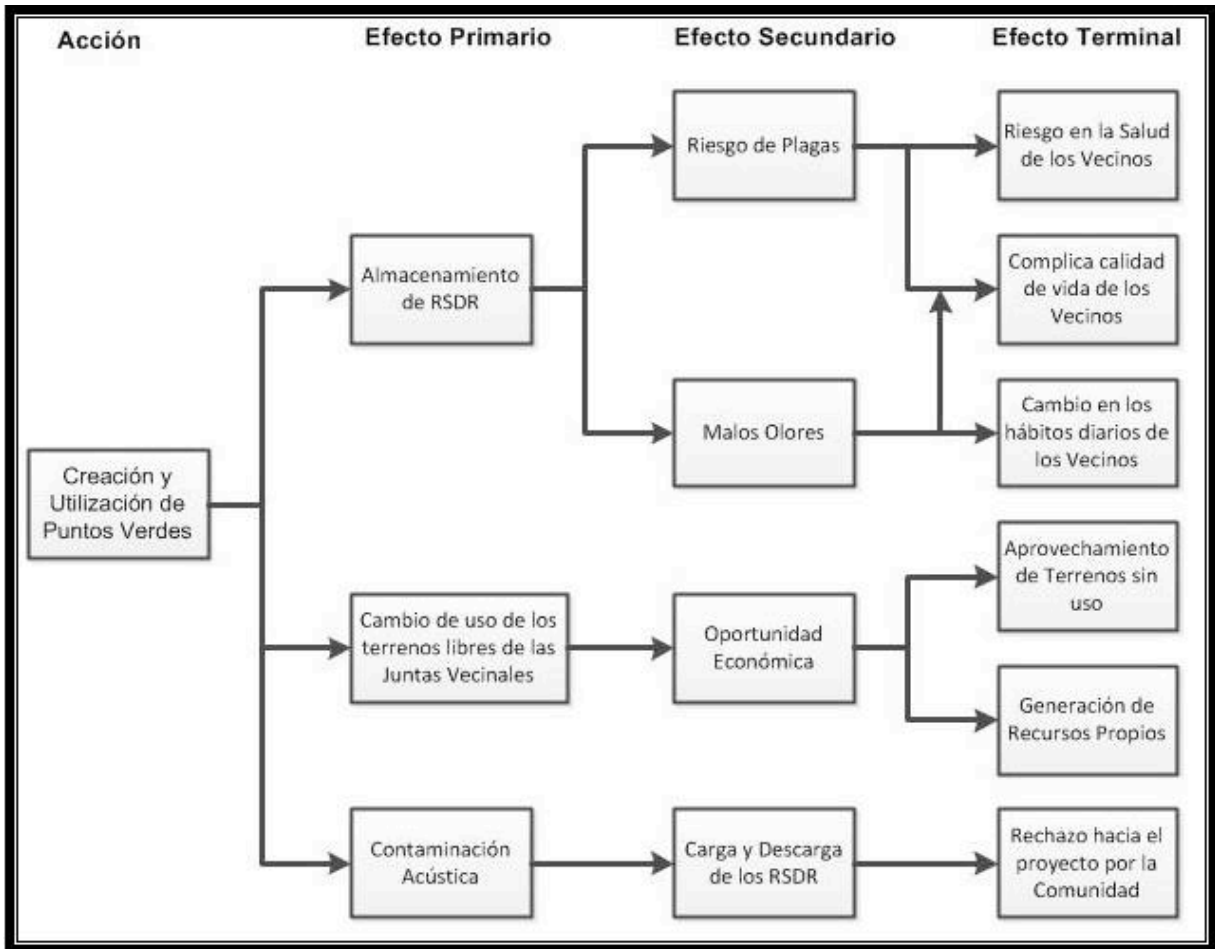 Acción
Efecto Primario
Efecto Secundario
Efecto Terminal
Creación y
Utilización de
Puntos Verdes
Almacenamiento
de RSDR
Cambio de uso de los
terrenos libres de las
Juntas Vecinales
Contaminación
Acústica
Riesgo de Plagas
Malos Olores
Oportunidad
Económica
Carga y Descarga
de los RSDR
Riesgo en la Salud
de los Vecinos
Complica calidad
de vida de los
Vecinos
Cambio en los
hábitos diarios de
los Vecinos
Aprovechamiento
de Terrenos sin
uso
Generación de
Recursos Propios
Rechazo hacia el
proyecto por la
Comunidad